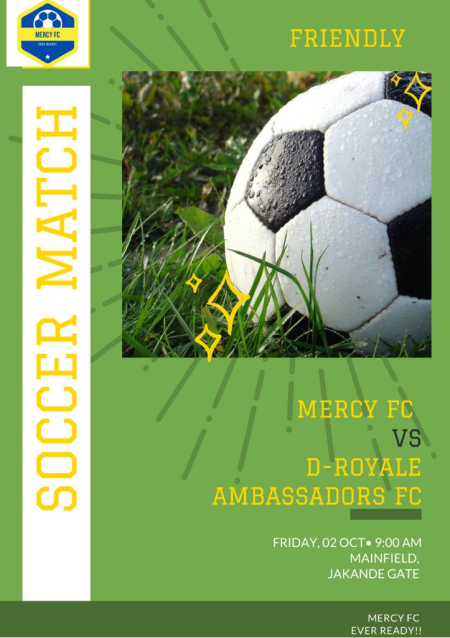 MERCY FC
EVER READY!
FRIENDLY
SOCCER MATCH
MERCY FC
VS
D-ROYALE
AMBASSADORS FC
FRIDAY, 02 OCT• 9:00 AM
MAINFIELD,
JAKANDE GATE
MERCY FC
EVER READY!!